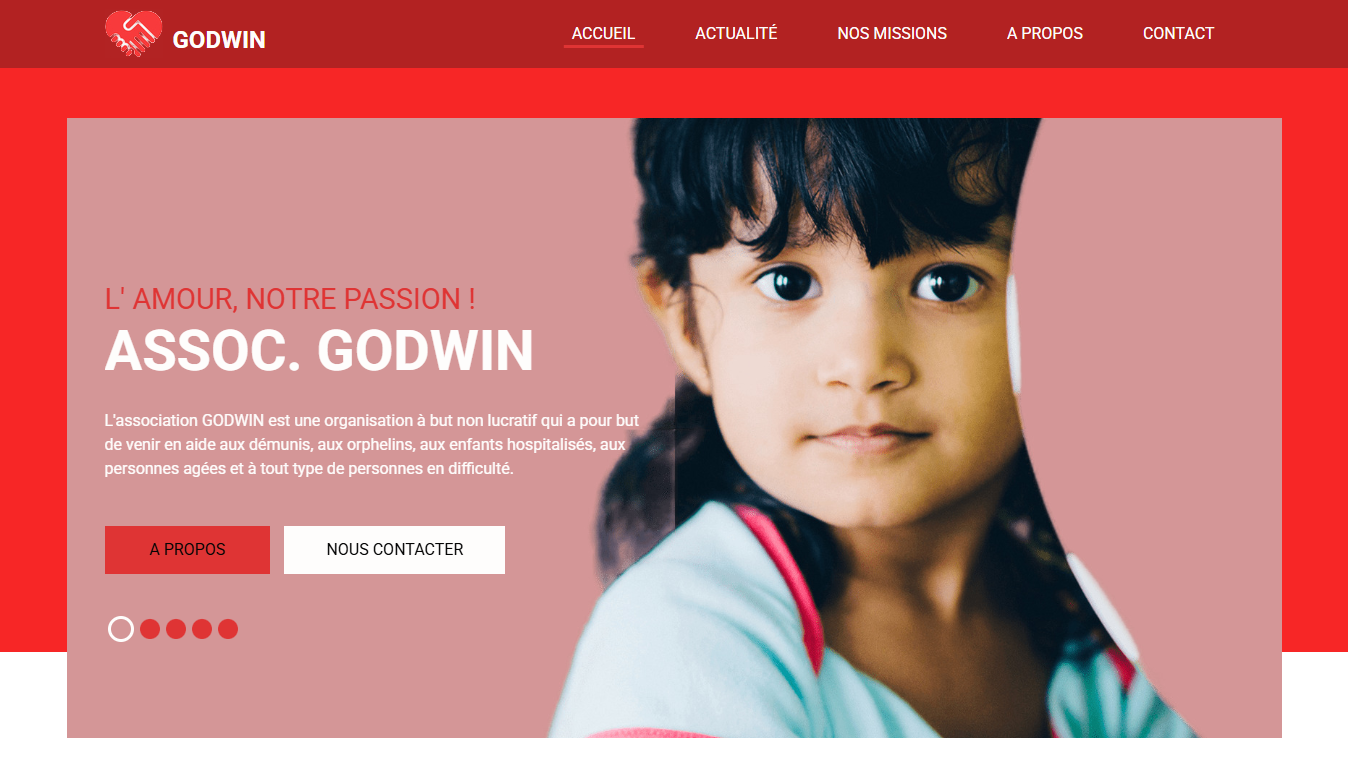 GODWIN
ACCUEIL
ACTUALITÉ
NOS MISSIONS
A PROPOS
CONTACT
L' AMOUR, NOTRE PASSION !
ASSOC. GODWIN
L'association GODWIN est une organisation à but non lucratif qui a pour but
de venir en aide aux démunis, aux orphelins, aux enfants hospitalisés, aux
personnes agées et à tout type de personnes en difficulté.
A PROPOS
NOUS CONTACTER